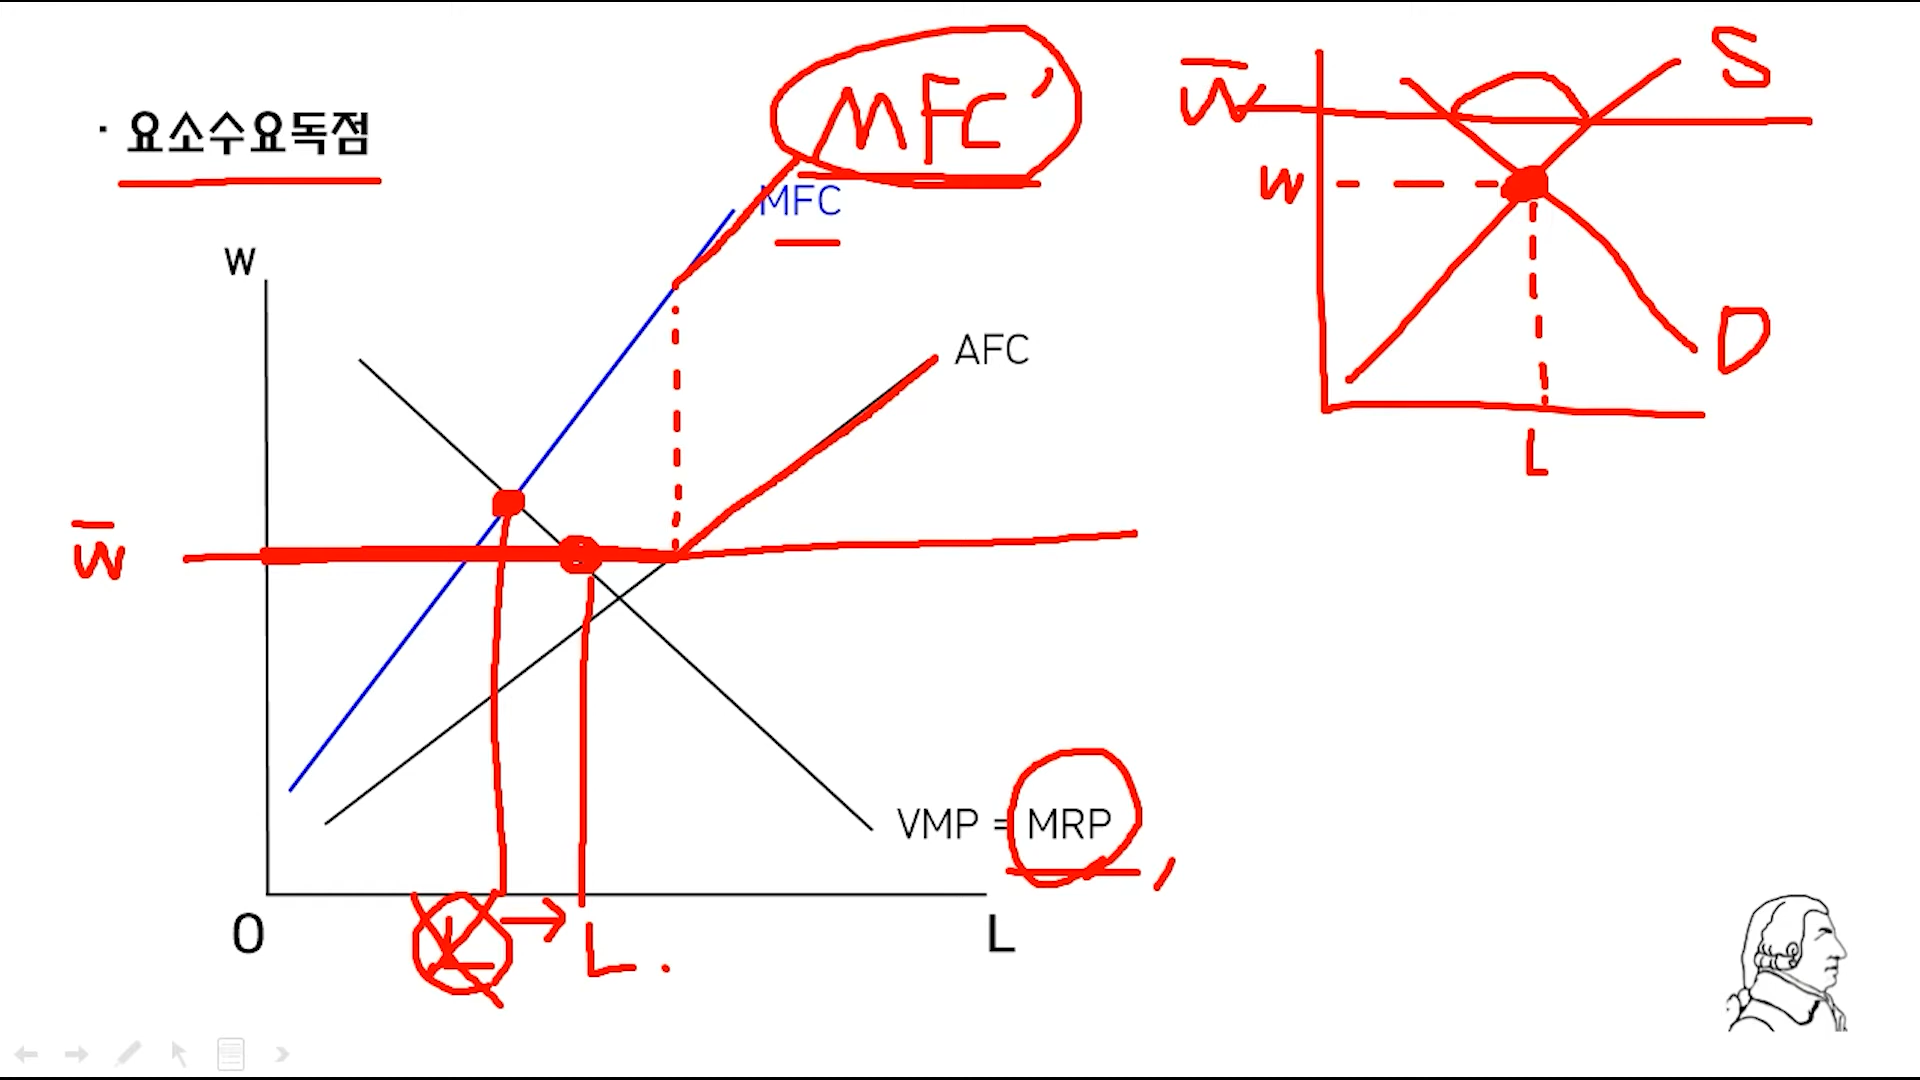 · 요소수요독점
MFC'
MFC
W
AFC
W̅
VMP = MRP ,
O
L
L
L .
W̅
S
W
D
L